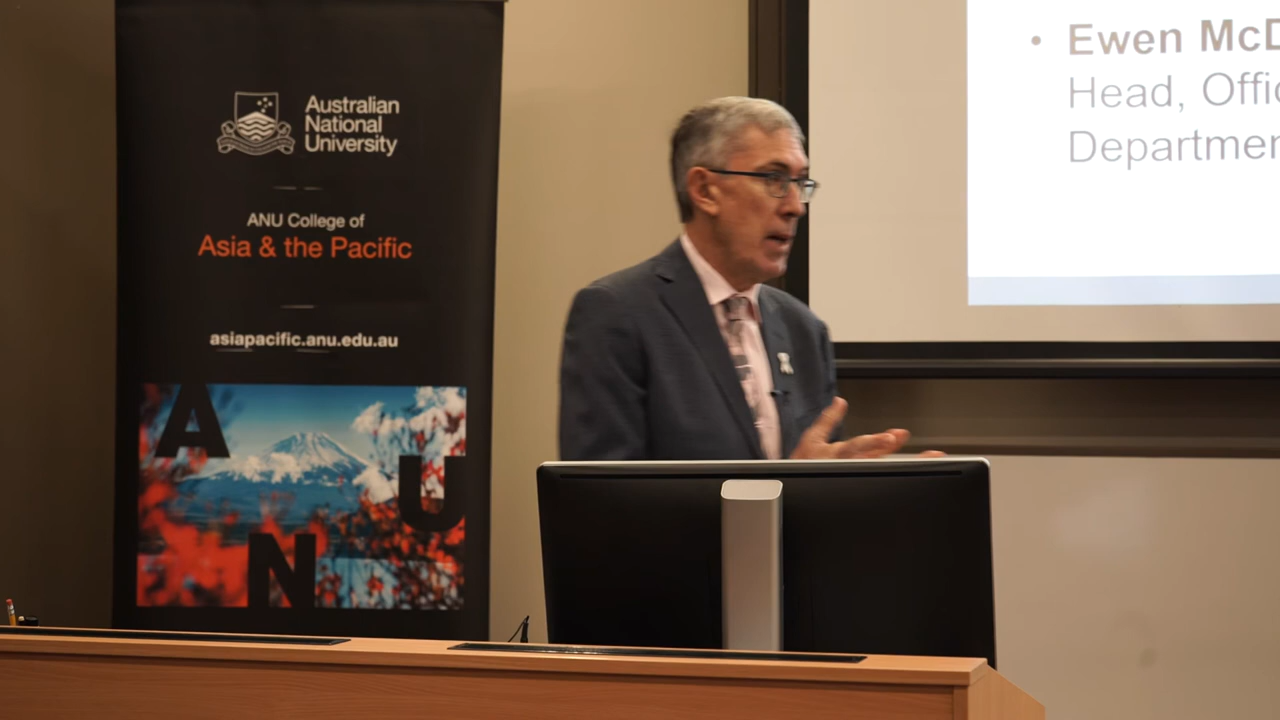 Australian
National
University
ANU College of
Asia & the Pacific
asiapacific.anu.edu.au
A
U
N
• Ewen McD
Head, Offic
Departmen